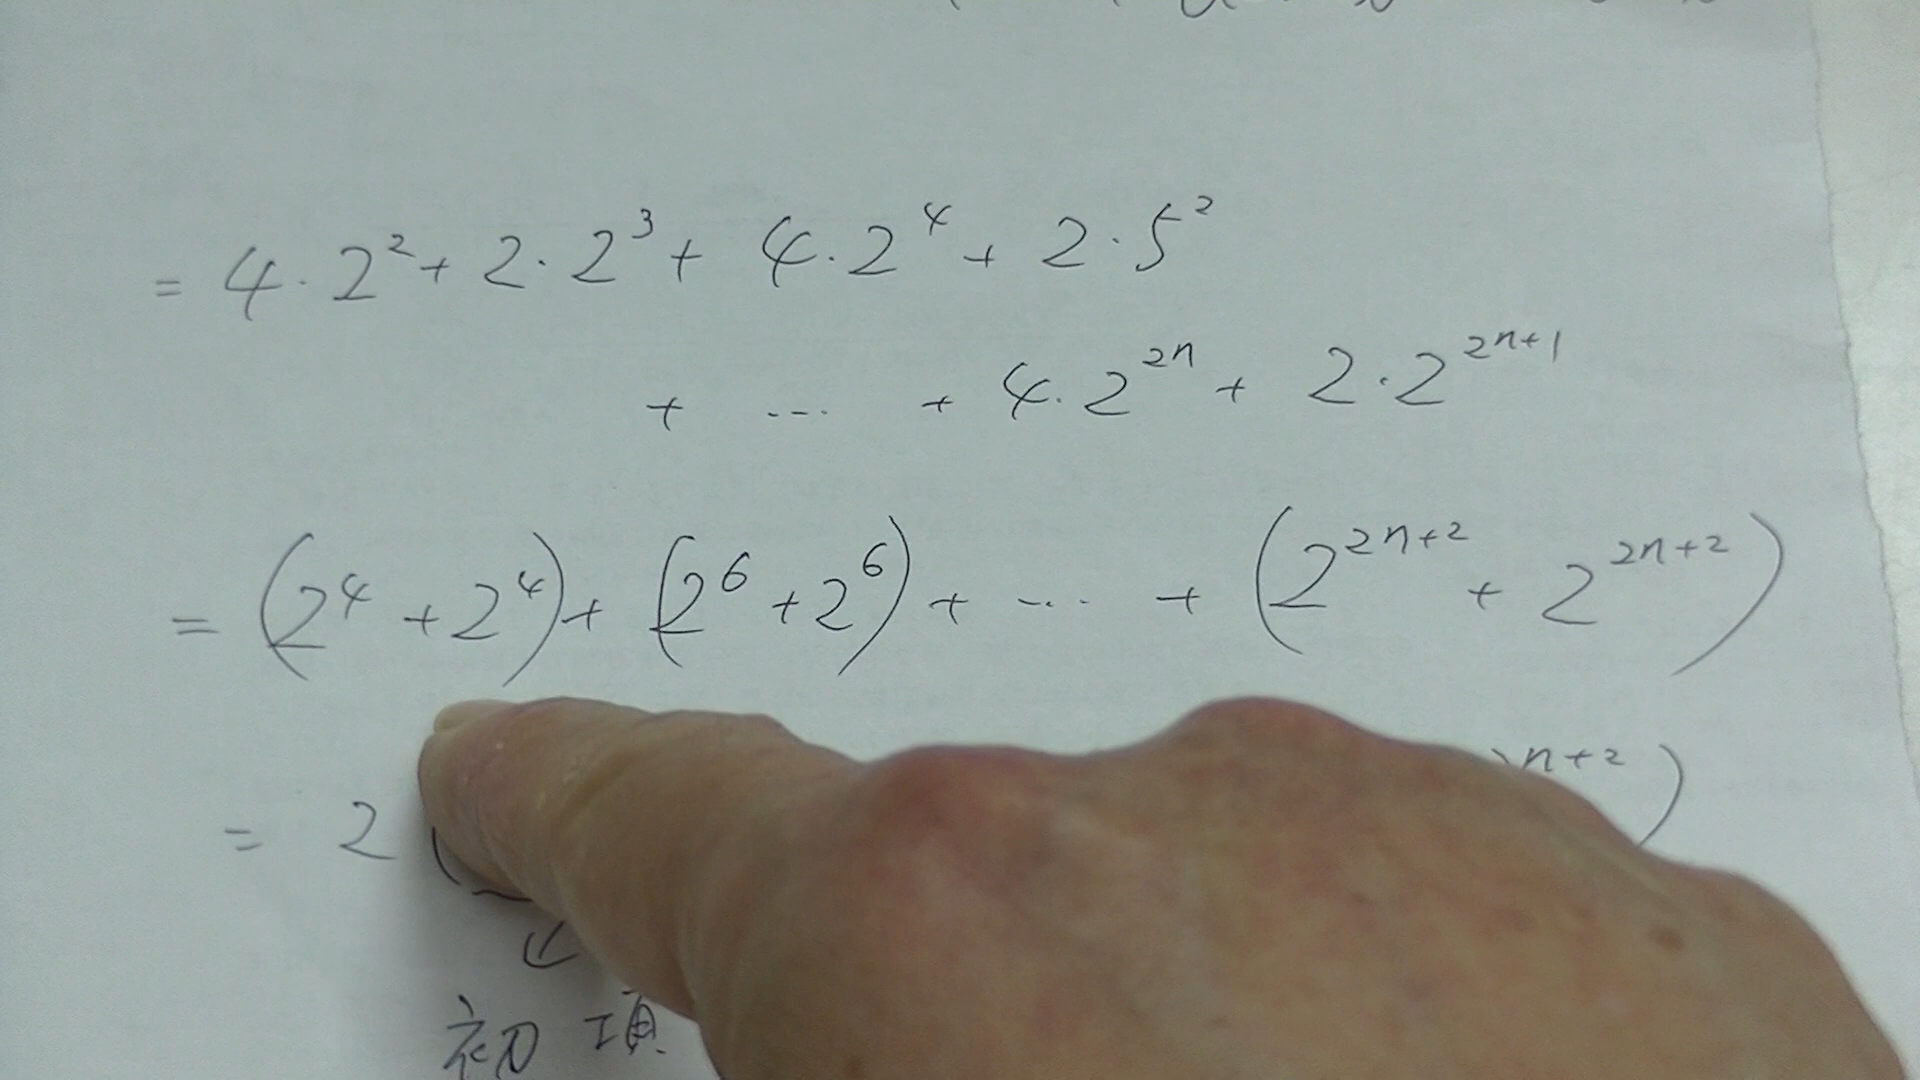 = 4·2² + 2·2³ + 4·2⁴ + 2·5²
+ ... + 4·2²ⁿ + 2·2²ⁿ⁺¹
= (2⁴ + 2⁴) + (2⁶ + 2⁶) + ... + (2²ⁿ⁺² + 2²ⁿ⁺²)
= 2 ( ⁿ⁺² )
初項